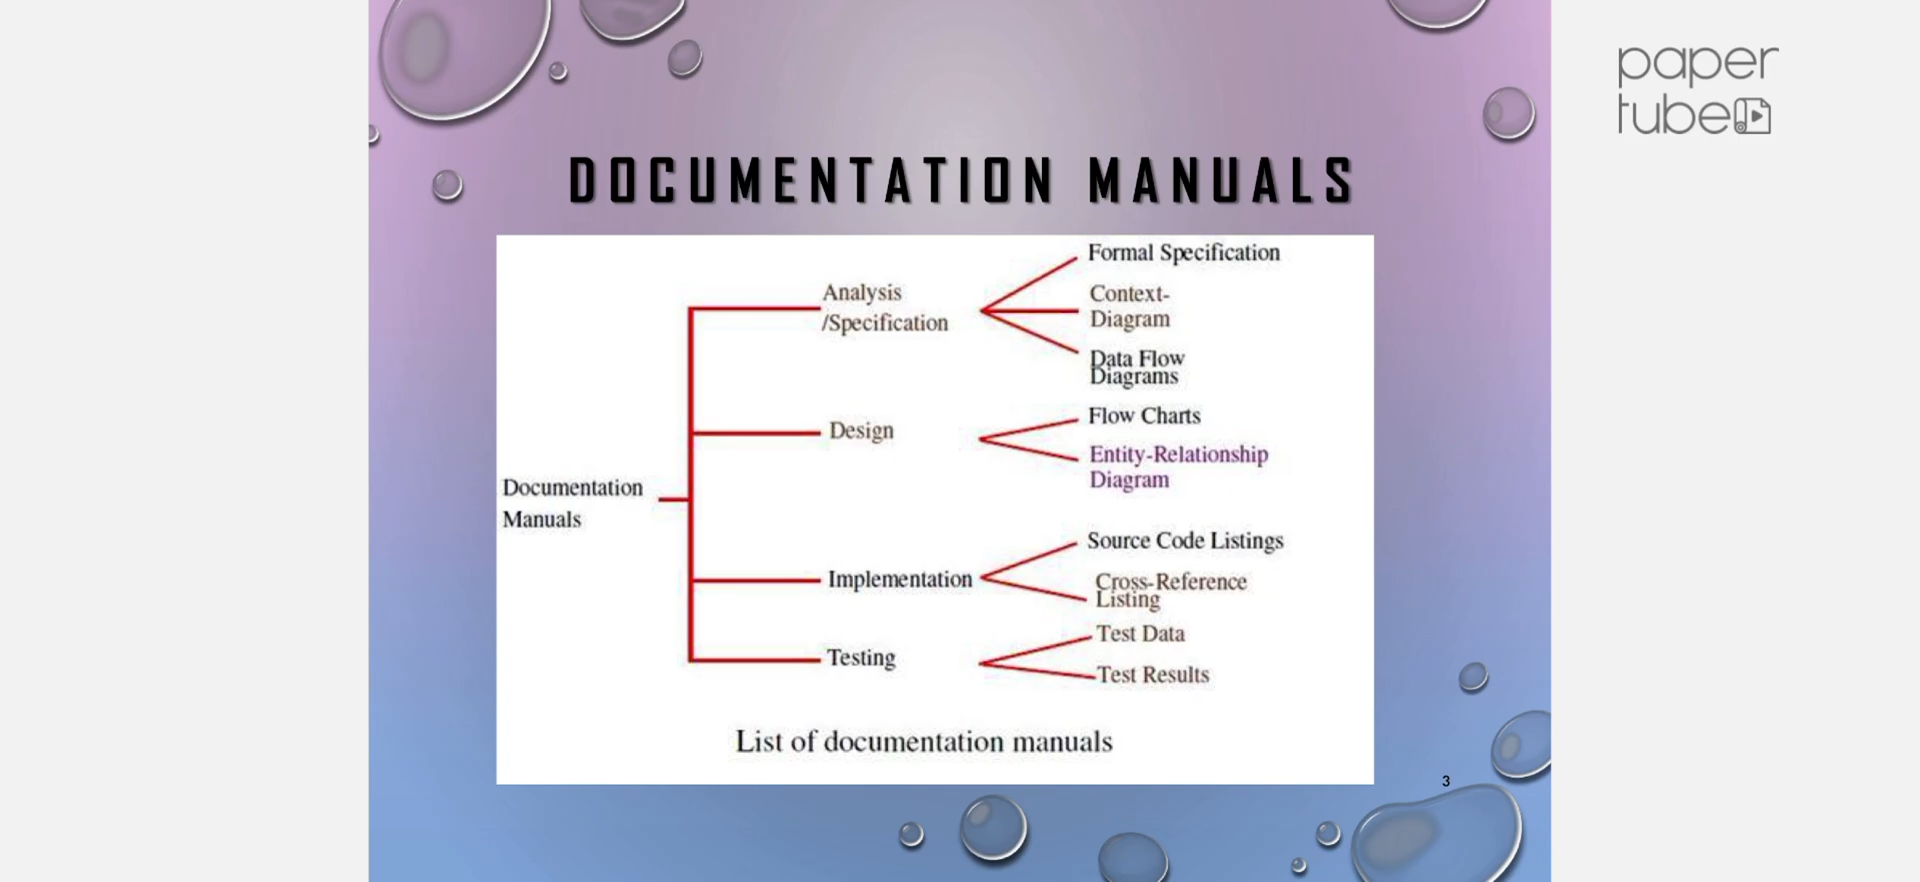 paper
tube
DOCUMENTATION MANUALS
Formal Specification
Analysis
/Specification
Context-
Diagram
Data Flow
Diagrams
Design
Flow Charts
Entity-Relationship
Diagram
Documentation
Manuals
Implementation
Source Code Listings
Cross-Reference
Listing
Testing
Test Data
Test Results
List of documentation manuals
3